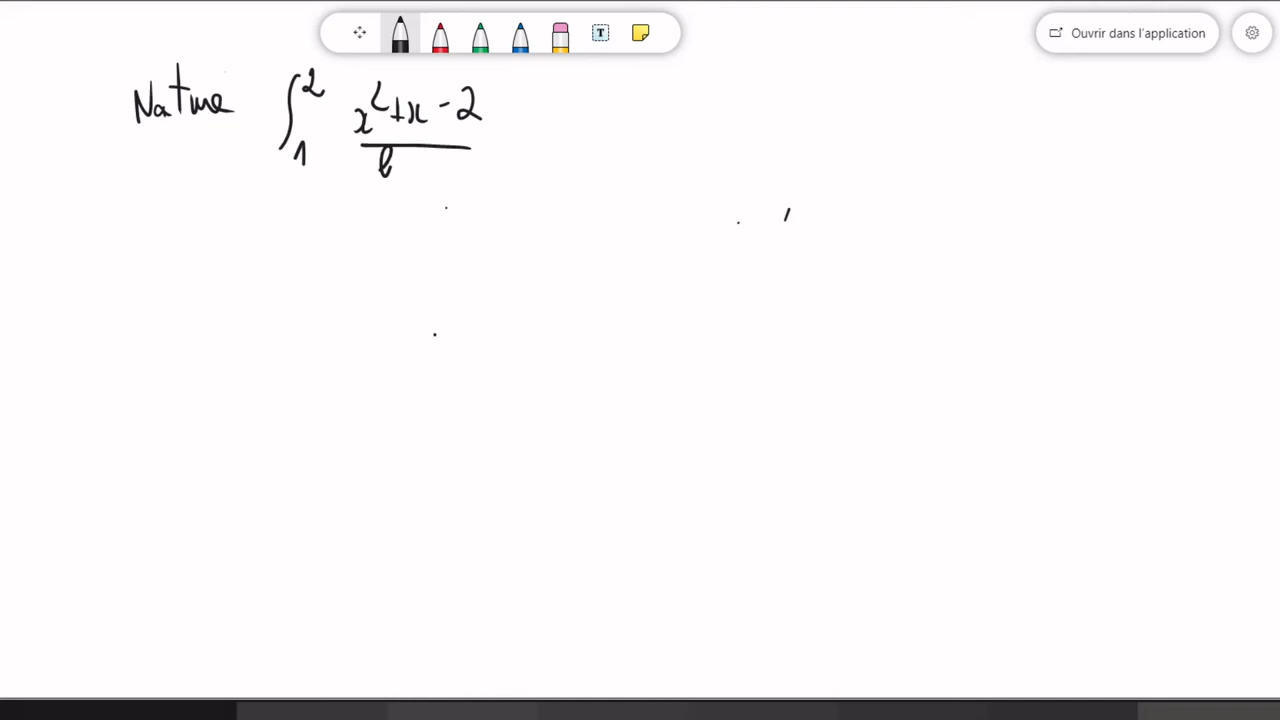 Ouvrir dans l'application
Nature ∫₁² (x²+x-2)/l